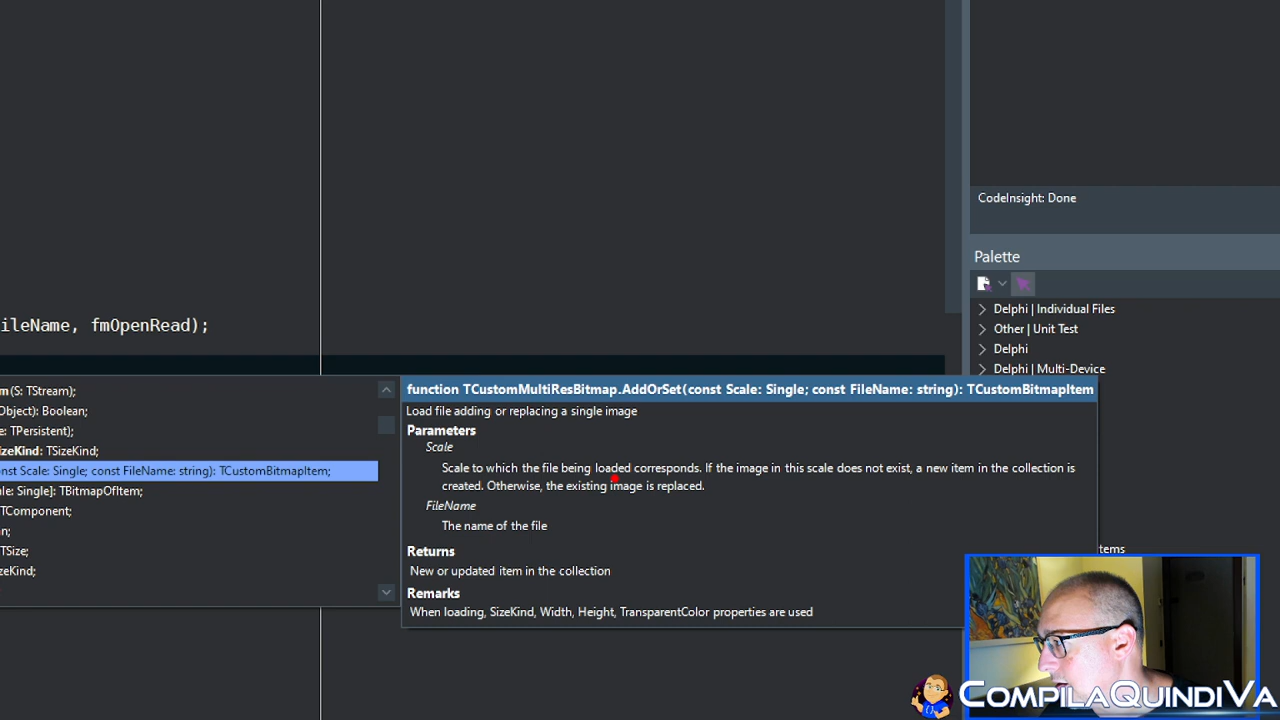 CodeInsight: Done
Palette
Delphi | Individual Files
Other | Unit Test
Delphi
Delphi | Multi-Device
ileName, fmOpenRead);
m(S: TStream);
Object): Boolean;
e: TPersistent);
izeKind: TSizeKind;
nst Scale: Single; const FileName: string): TCustomBitmapItem;
le: Single]: TBitmapOfItem;
TComponent;
n;
TSize;
zeKind;
function TCustomMultiResBitmap.AddOrSet(const Scale: Single; const FileName: string): TCustomBitmapItem
Load file adding or replacing a single image
Parameters
Scale
Scale to which the file being loaded corresponds. If the image in this scale does not exist, a new item in the collection is
created. Otherwise, the existing image is replaced.
FileName
The name of the file
Returns
New or updated item in the collection
Remarks
When loading, SizeKind, Width, Height, TransparentColor properties are used
tems
COMPILAQUINDIVA